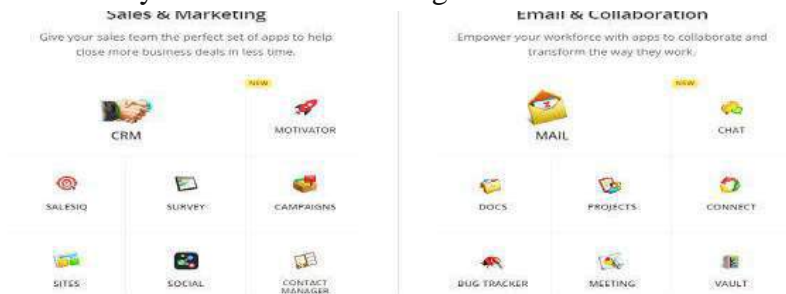 Sales & Marketing
Give your sales team the perfect set of apps to help
close more business deals in less time.
NEW
CRM
MOTIVATOR
SALESIQ
SURVEY
CAMPAIGNS
SITES
SOCIAL
CONTACT
MANAGER
Email & Collaboration
Empower your workforce with apps to collaborate and
transform the way they work.
NEW
MAIL
CHAT
DOCS
PROJECTS
CONNECT
BUG TRACKER
MEETING
VAULT